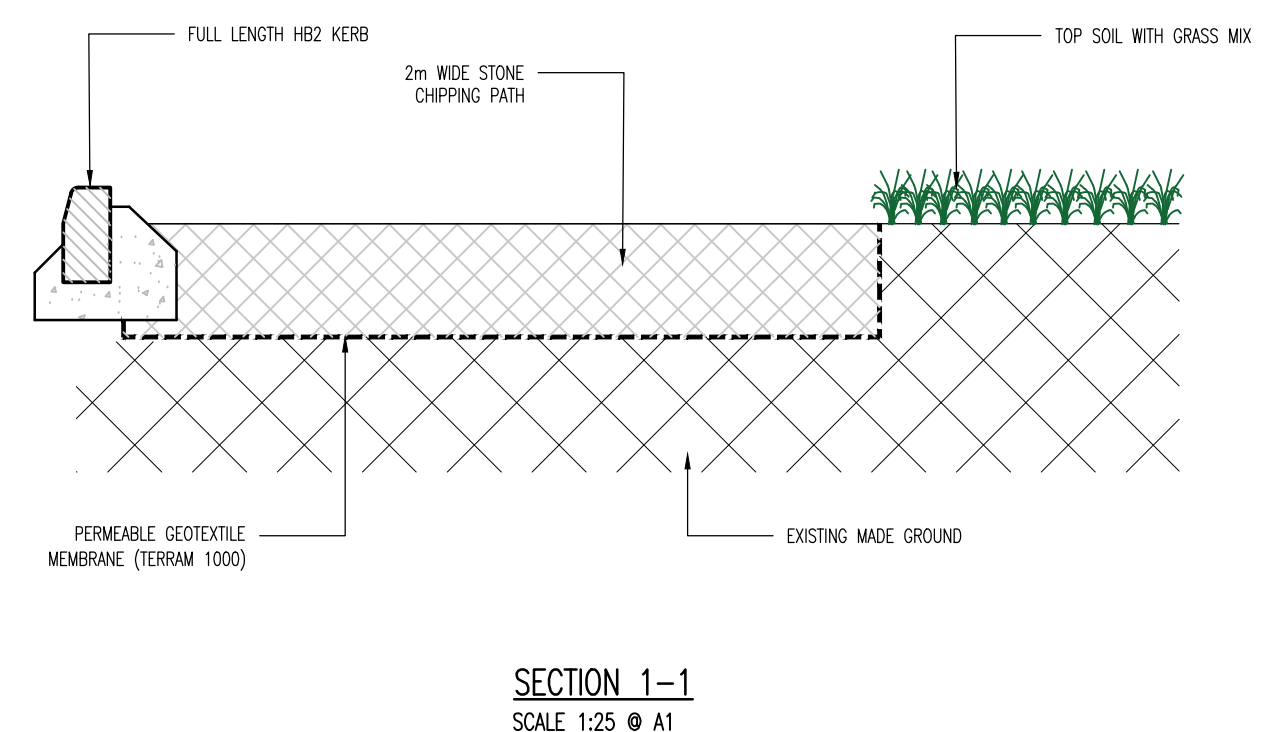 FULL LENGTH HB2 KERB
TOP SOIL WITH GRASS MIX
2m WIDE STONE
CHIPPING PATH
PERMEABLE GEOTEXTILE
MEMBRANE (TERRAM 1000)
EXISTING MADE GROUND
SECTION 1-1
SCALE 1:25 @ A1